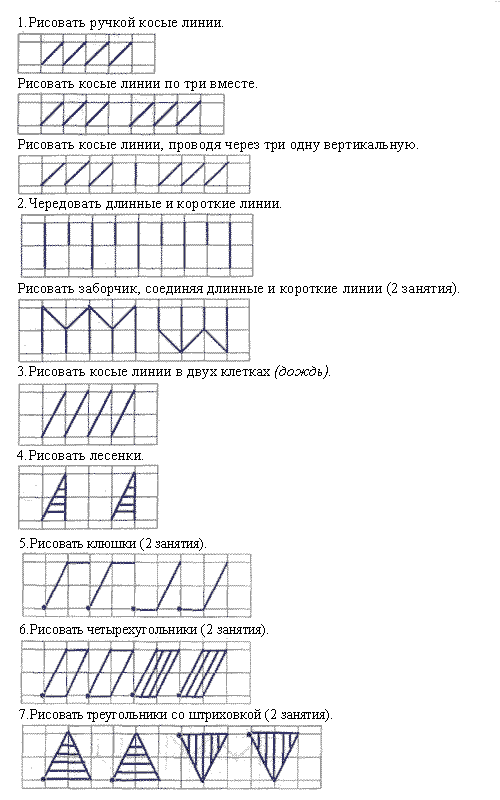 1.Рисовать ручкой косые линии.
Рисовать косые линии по три вместе.
Рисовать косые линии, проводя через три одну вертикальную.
2.Чередовать длинные и короткие линии.
Рисовать заборчик, соединяя длинные и короткие линии (2 занятия).
3.Рисовать косые линии в двух клетках (дождь).
4.Рисовать лесенки.
5.Рисовать клюшки (2 занятия).
6.Рисовать четырехугольники (2 занятия).
7.Рисовать треугольники со штриховкой (2 занятия).